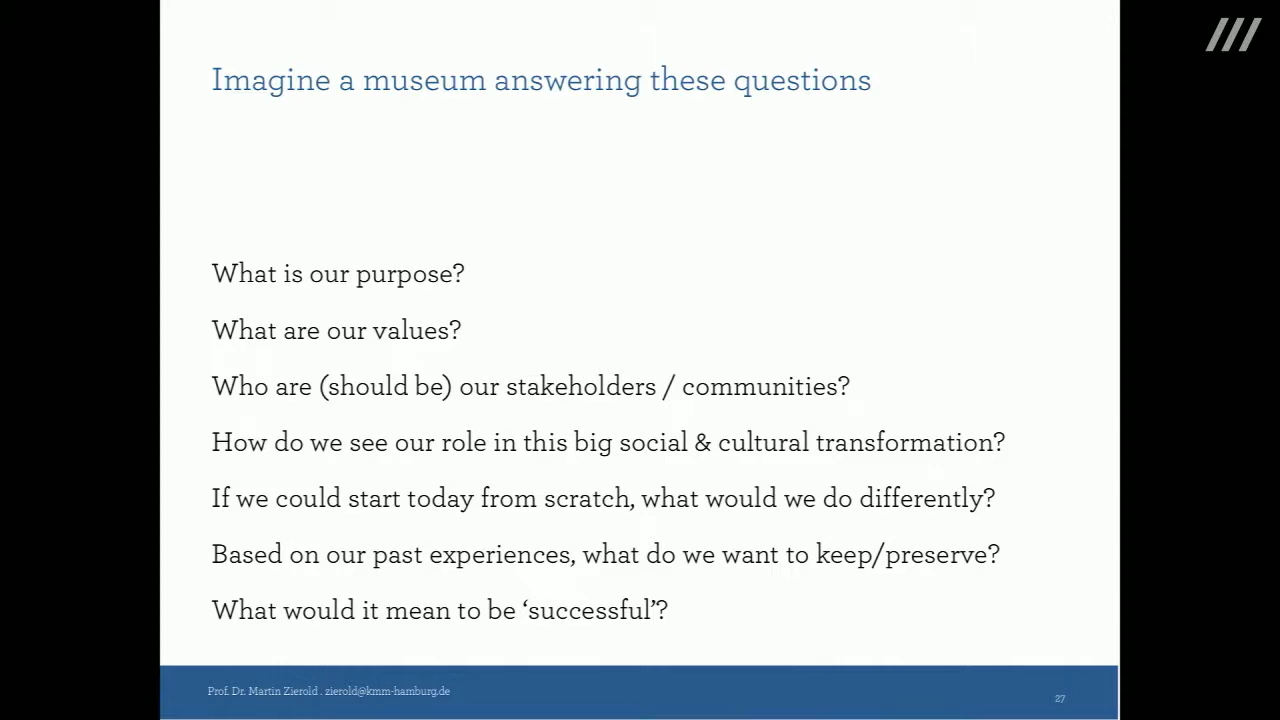 Imagine a museum answering these questions
What is our purpose?
What are our values?
Who are (should be) our stakeholders / communities?
How do we see our role in this big social & cultural transformation?
If we could start today from scratch, what would we do differently?
Based on our past experiences, what do we want to keep/preserve?
What would it mean to be ‘successful’?
Prof. Dr. Martin Zierold . zierold@kmm-hamburg.de
27